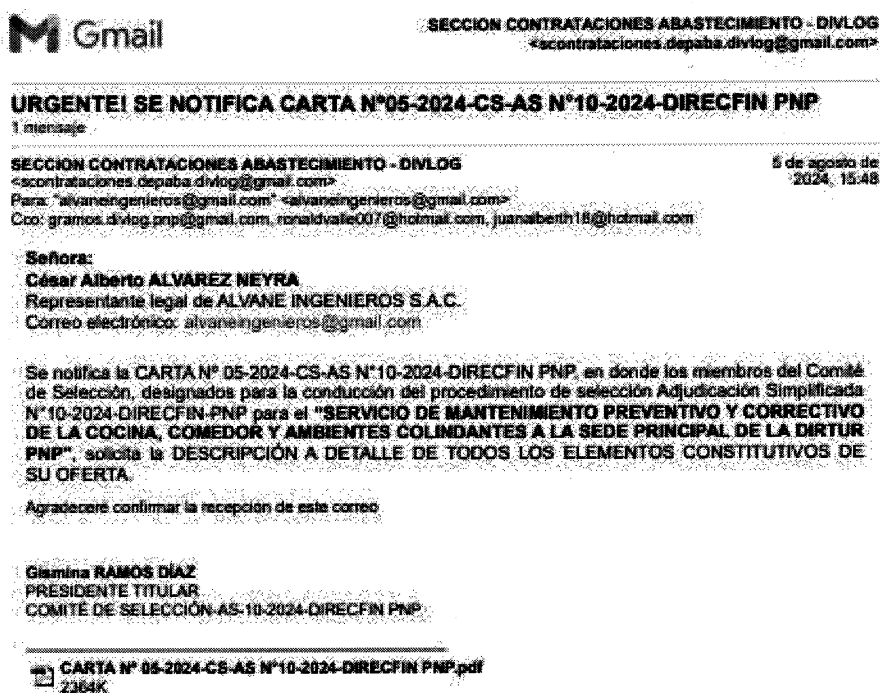 Gmail
SECCION CONTRATACIONES ABASTECIMIENTO - DIVLOG
<scontrataciones.depaba.divlog@gmail.com>
URGENTE! SE NOTIFICA CARTA N°05-2024-CS-AS N°10-2024-DIRECFIN PNP
1 mensaje
SECCION CONTRATACIONES ABASTECIMIENTO - DIVLOG
<scontrataciones.depaba.divlog@gmail.com>
5 de agosto de
2024, 15:48
Para: "alvaneingenieros@gmail.com" <alvaneingenieros@gmail.com>
Cco: gramos.divlog.pnp@gmail.com, ronaldvalle007@hotmail.com, juanalberth18@hotmail.com
Señora:
César Alberto ALVAREZ NEYRA
Representante legal de ALVANE INGENIEROS S.A.C.
Correo electrónico: alvaneingenieros@gmail.com
Se notifica la CARTA N° 05-2024-CS-AS N°10-2024-DIRECFIN PNP, en donde los miembros del Comité
de Selección, designados para la conducción del procedimiento de selección Adjudicación Simplificada
N°10-2024-DIRECFIN-PNP para el "SERVICIO DE MANTENIMIENTO PREVENTIVO Y CORRECTIVO
DE LA COCINA, COMEDOR Y AMBIENTES COLINDANTES A LA SEDE PRINCIPAL DE LA DIRTUR
PNP", solicita la DESCRIPCIÓN A DETALLE DE TODOS LOS ELEMENTOS CONSTITUTIVOS DE
SU OFERTA.
Agradeceré confirmar la recepción de este correo
Gismina RAMOS DÍAZ
PRESIDENTE TITULAR
COMITÉ DE SELECCIÓN-AS-10-2024-DIRECFIN PNP
CARTA N° 05-2024-CS-AS N°10-2024-DIRECFIN PNP.pdf
2364K